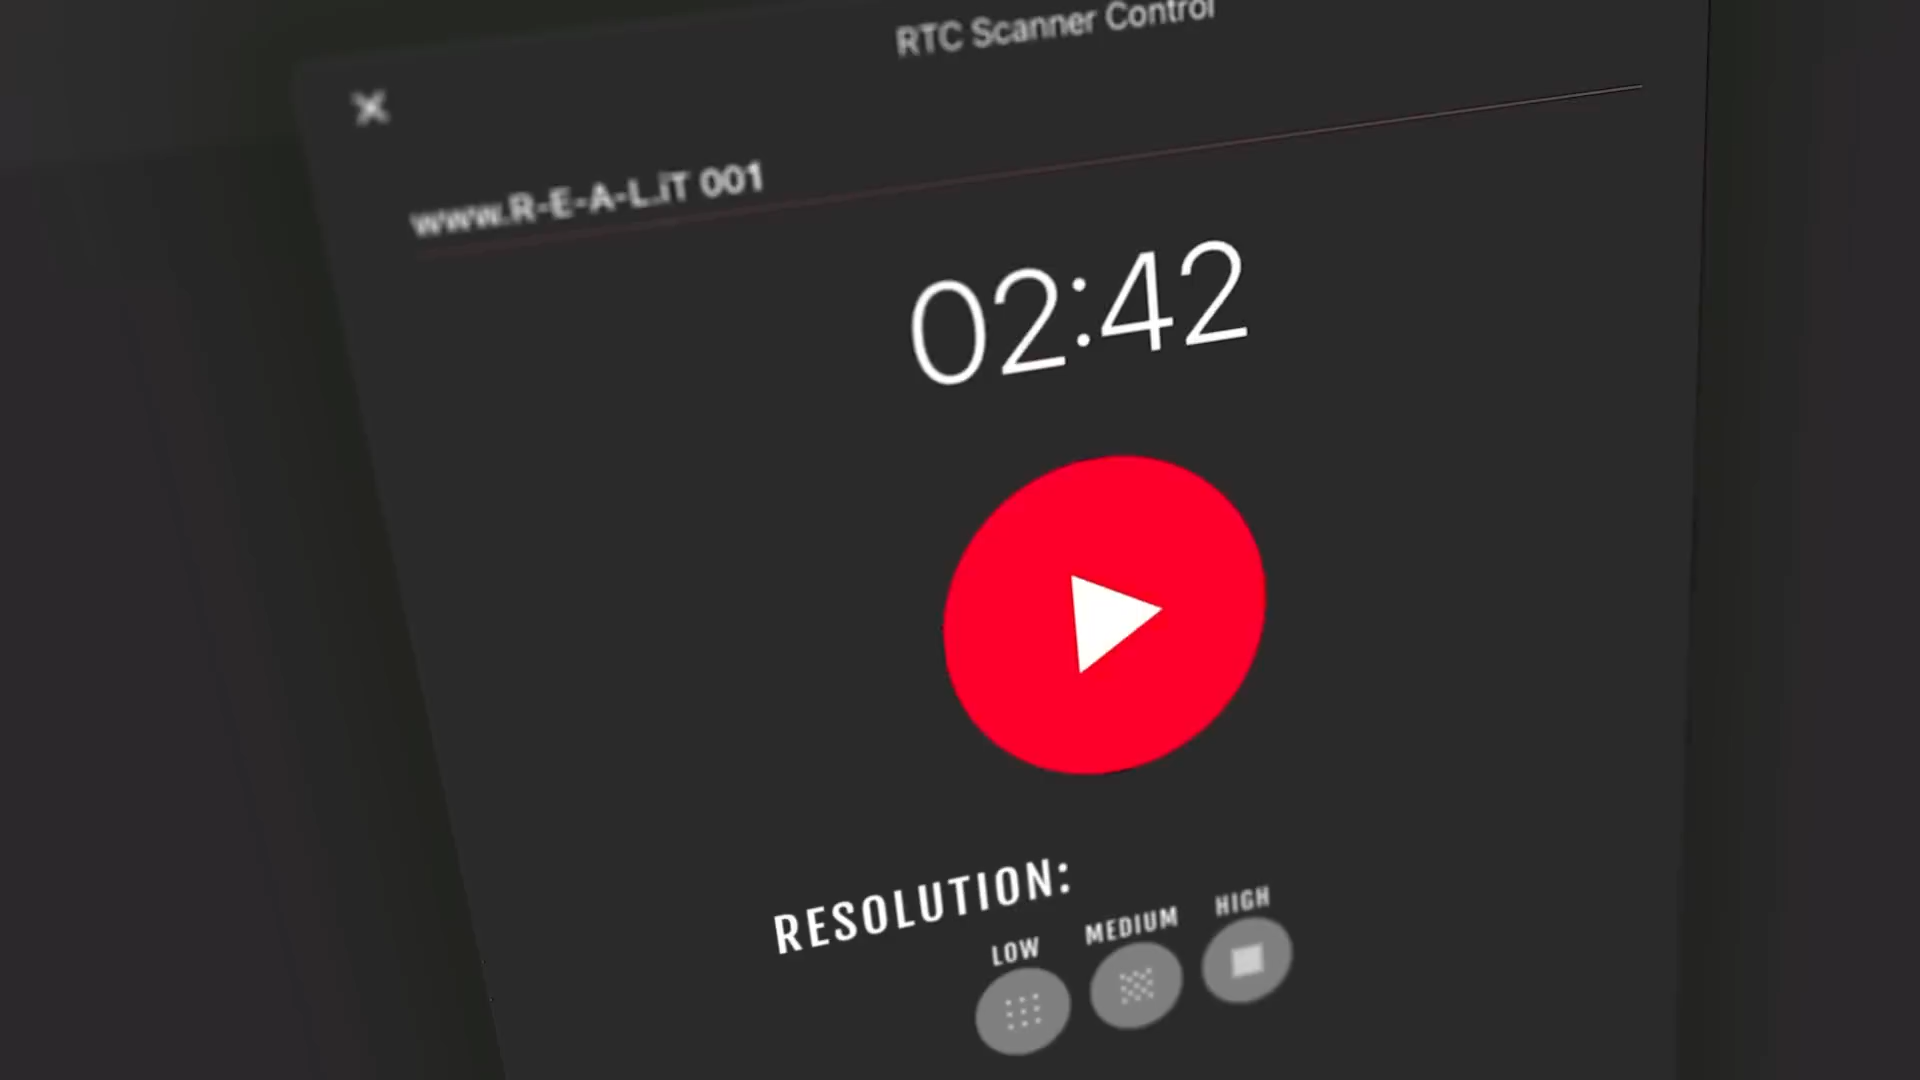 RTC Scanner Control
www.R-E-A-L.iT 001
02:42
RESOLUTION:
LOW
MEDIUM
HIGH